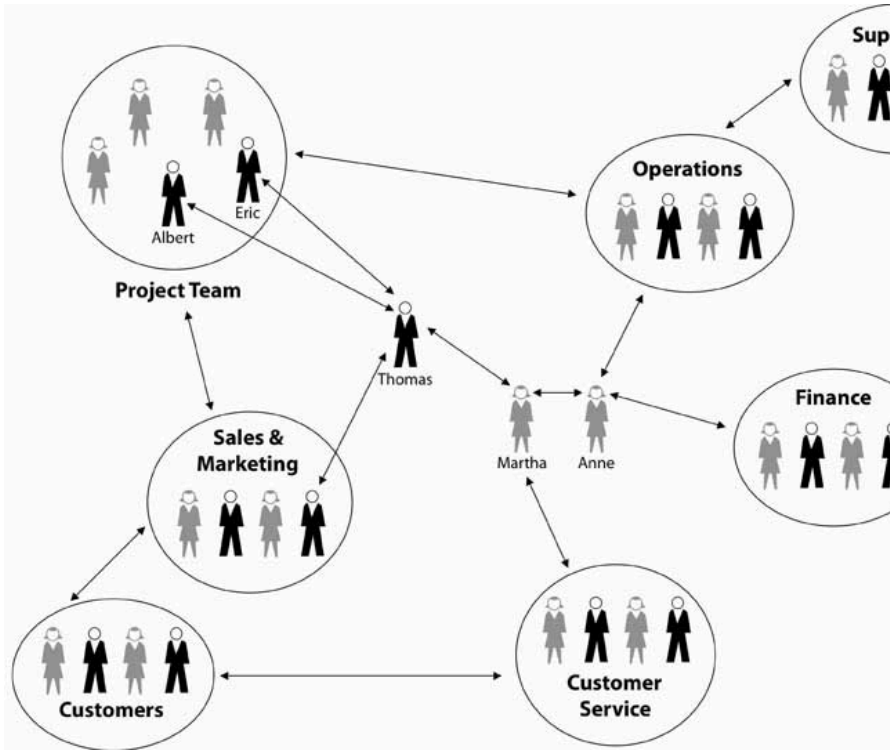 Sup
Operations
Eric
Albert
Project Team
Thomas
Finance
Sales &
Marketing
Martha
Anne
Customers
Customer
Service